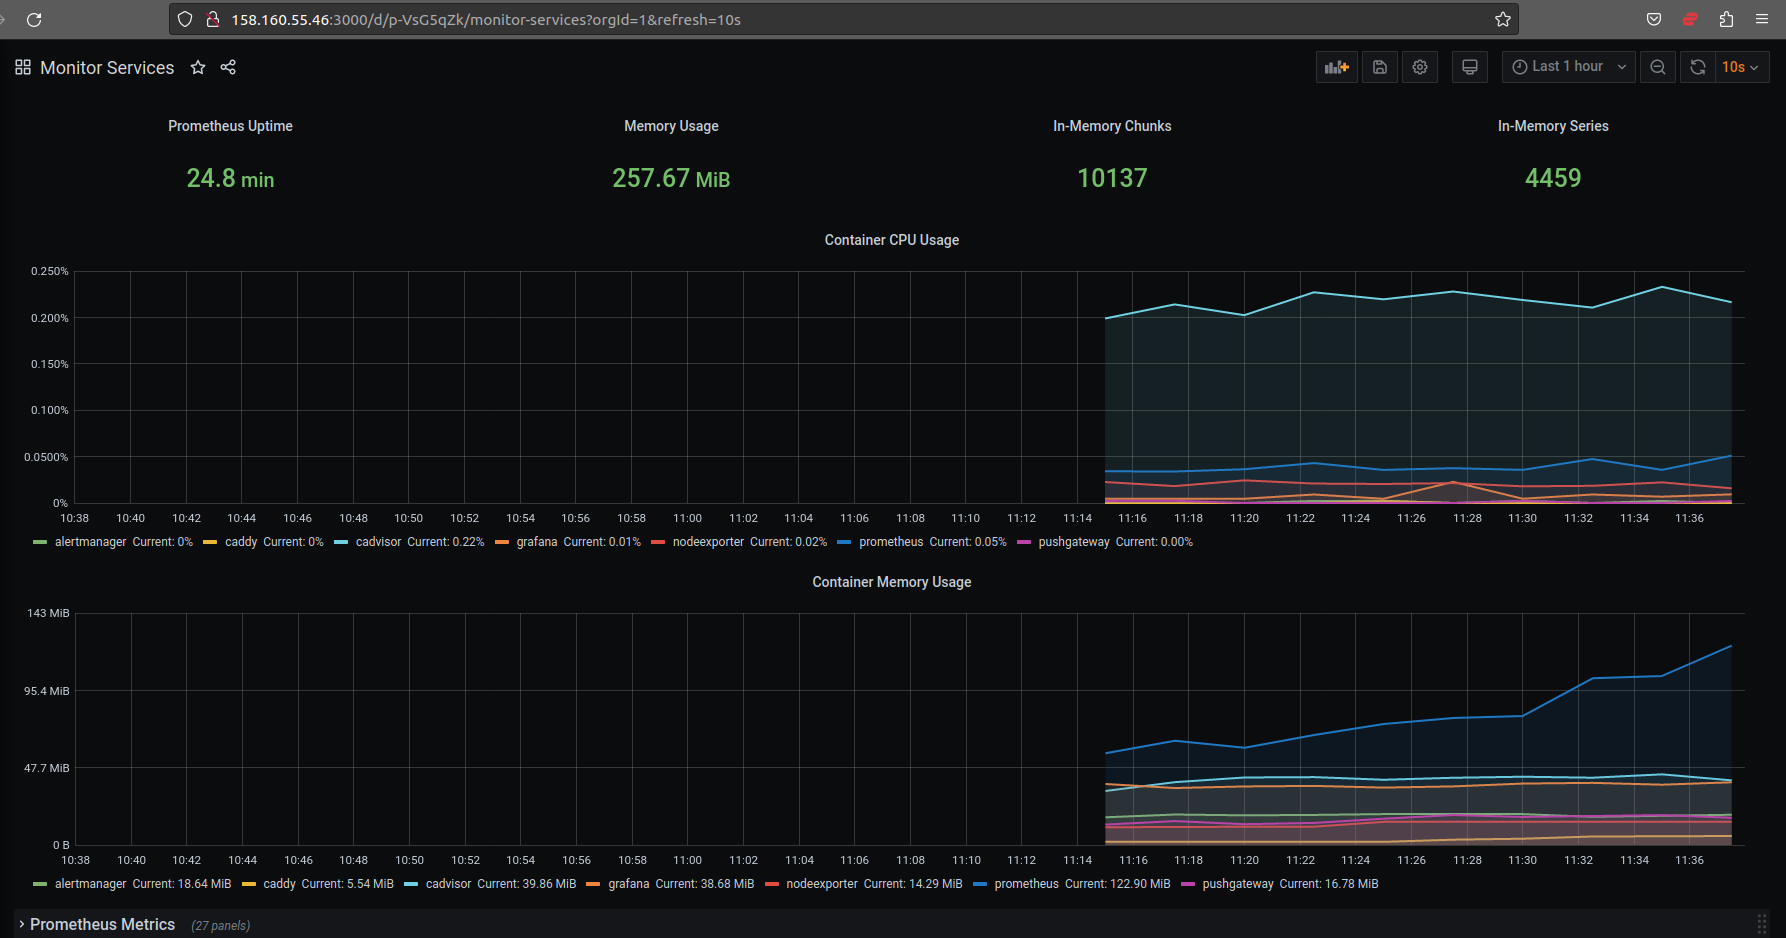 158.160.55.46:3000/d/p-VsG5qZk/monitor-services?orgId=1&refresh=10s
Monitor Services Last 1 hour 10s
Prometheus Uptime Memory Usage In-Memory Chunks In-Memory Series
24.8 min 257.67 MiB 10137 4459
Container CPU Usage
0.250%
0.200%
0.150%
0.100%
0.0500%
0%
10:38 10:40 10:42 10:44 10:46 10:48 10:50 10:52 10:54 10:56 10:58 11:00 11:02 11:04 11:06 11:08 11:10 11:12 11:14 11:16 11:18 11:20 11:22 11:24 11:26 11:28 11:30 11:32 11:34 11:36
alertmanager Current: 0% caddy Current: 0% cadvisor Current: 0.22% grafana Current: 0.01% nodeexporter Current: 0.02% prometheus Current: 0.05% pushgateway Current: 0.00%
Container Memory Usage
143 MiB
95.4 MiB
47.7 MiB
0 B
10:38 10:40 10:42 10:44 10:46 10:48 10:50 10:52 10:54 10:56 10:58 11:00 11:02 11:04 11:06 11:08 11:10 11:12 11:14 11:16 11:18 11:20 11:22 11:24 11:26 11:28 11:30 11:32 11:34 11:36
alertmanager Current: 18.64 MiB caddy Current: 5.54 MiB cadvisor Current: 39.86 MiB grafana Current: 38.68 MiB nodeexporter Current: 14.29 MiB prometheus Current: 122.90 MiB pushgateway Current: 16.78 MiB
Prometheus Metrics (27 panels)